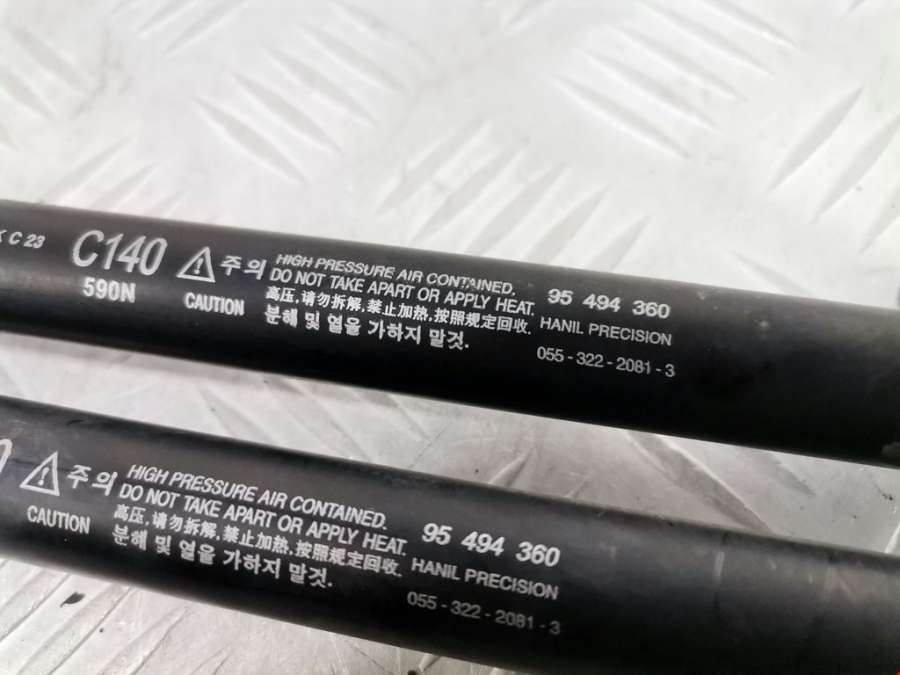 C 23
C140
590N
주의
CAUTION
HIGH PRESSURE AIR CONTAINED.
DO NOT TAKE APART OR APPLY HEAT.
高压,请勿拆解,禁止加热,按照规定回收.
분해 및 열을 가하지 말것.
95 494 360
HANIL PRECISION
055-322-2081~3
주의
CAUTION
HIGH PRESSURE AIR CONTAINED.
DO NOT TAKE APART OR APPLY HEAT.
高压,请勿拆解,禁止加热,按照规定回收.
분해 및 열을 가하지 말것.
95 494 360
HANIL PRECISION
055-322-2081~3